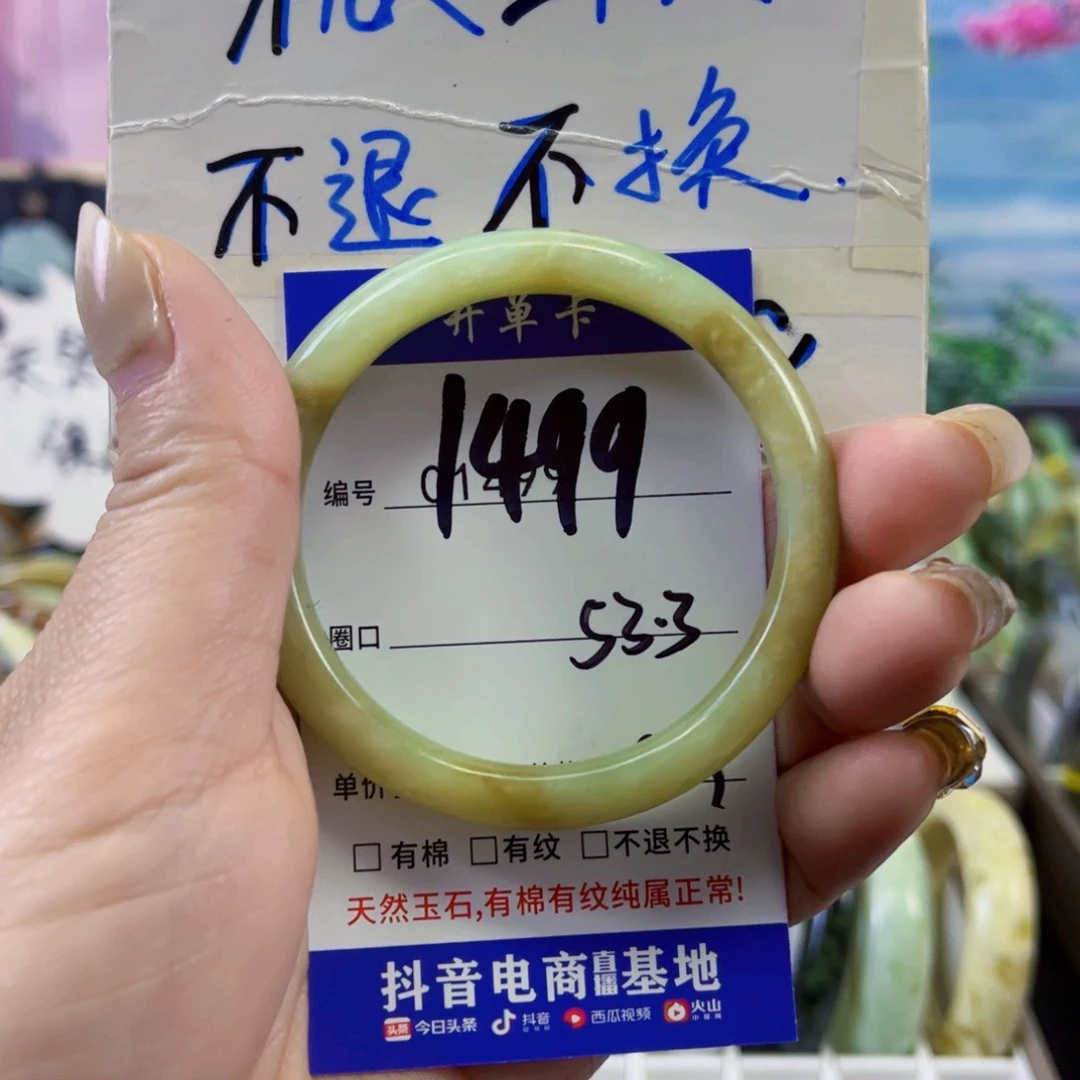 不退不换..
开单卡
1499
编号
圈口 53.3
单价
□有棉 □有纹 □不退不换
天然玉石,有棉有纹纯属正常!
抖音电商直播基地
头条 今日头条 抖音 西瓜视频 火山